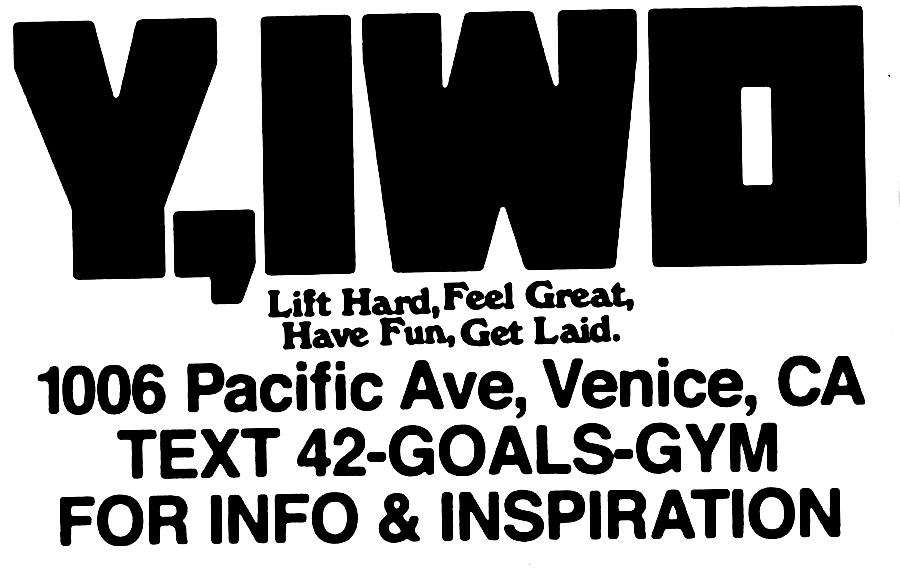 Y,IWO
Lift Hard, Feel Great,
Have Fun, Get Laid.
1006 Pacific Ave, Venice, CA
TEXT 42-GOALS-GYM
FOR INFO & INSPIRATION